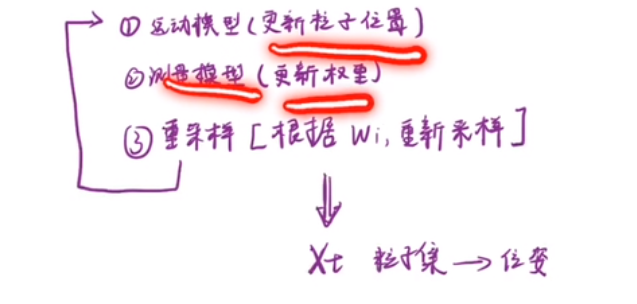 ① 运动模型(更新粒子位置)
② 测量模型(更新权重)
③ 重采样[根据 Wi, 重新采样]
Xt 粒子集 → 位姿